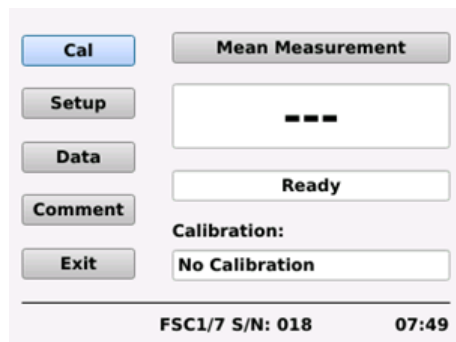 Cal
Mean Measurement
Setup
---
Data
Ready
Comment
Calibration:
Exit
No Calibration
FSC1/7 S/N: 018 07:49